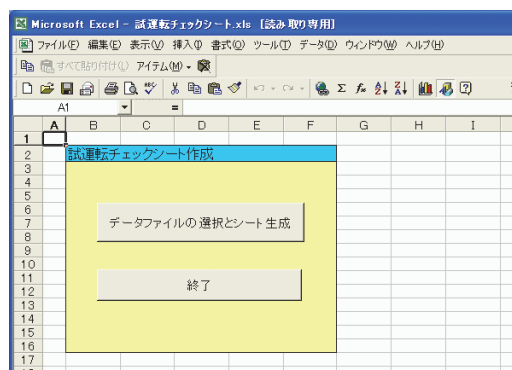 Microsoft Excel - 試運転チェックシート.xls [読み取り専用]
ファイル(F) 編集(E) 表示(V) 挿入(I) 書式(O) ツール(T) データ(D) ウィンドウ(W) ヘルプ(H)
すべて貼り付け(L) アイテム(M)
A1 =
A B C D E F G H I
1
2 試運転チェックシート作成
3
4
5
6
7 データファイルの選択とシート生成
8
9
10
11
12 終了
13
14
15
16
17